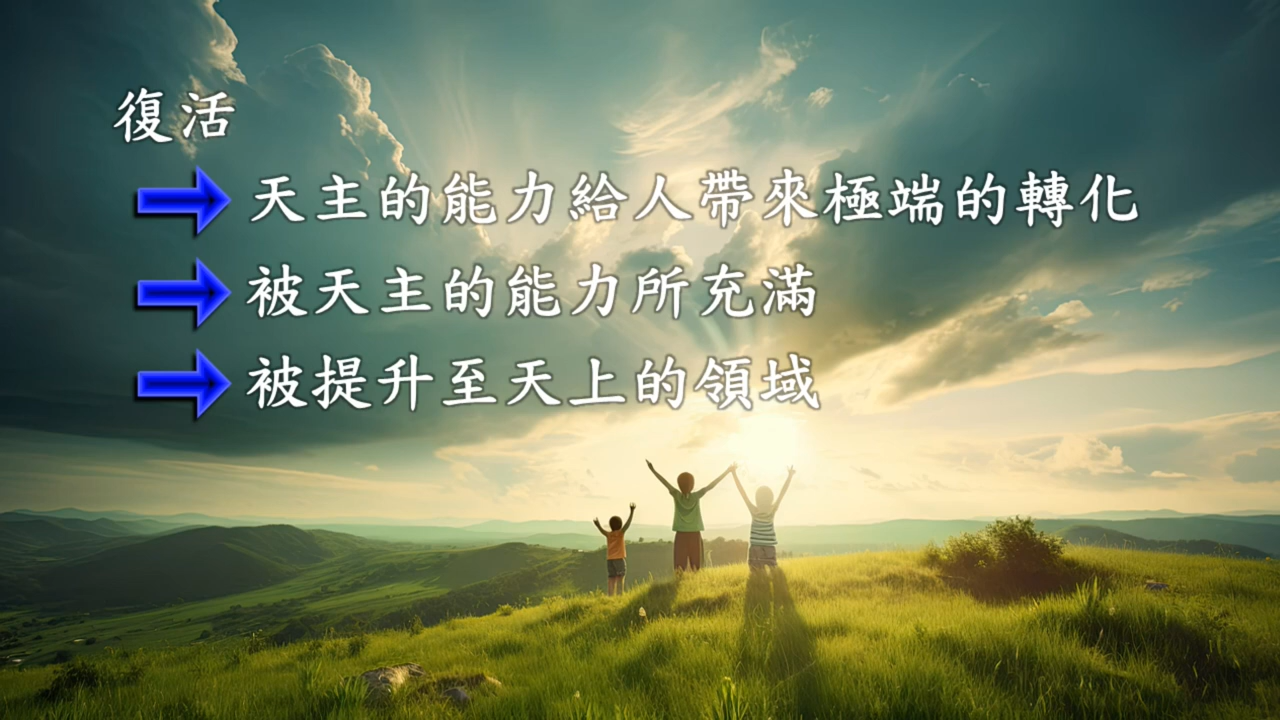 復活
天主的能力給人帶來極端的轉化
被天主的能力所充滿
被提升至天上的領域